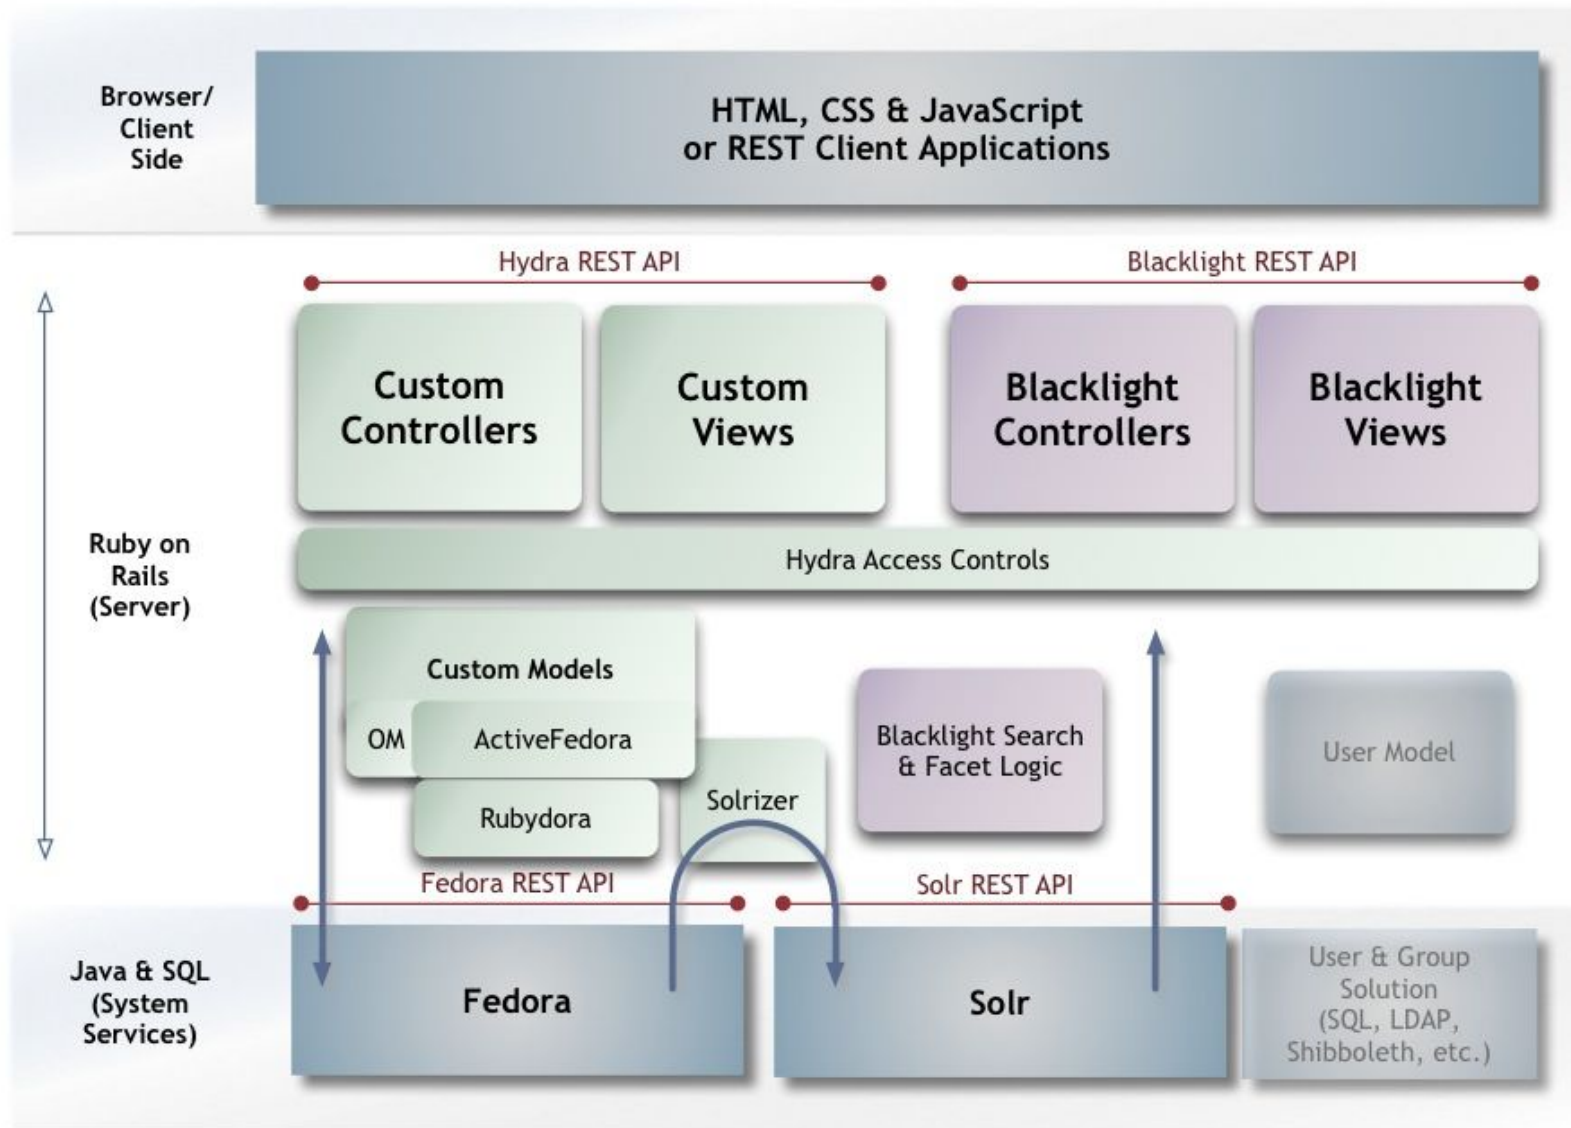 Browser/
Client
Side
HTML, CSS & JavaScript
or REST Client Applications
Hydra REST API
Blacklight REST API
Custom
Controllers
Custom
Views
Blacklight
Controllers
Blacklight
Views
Ruby on
Rails
(Server)
Hydra Access Controls
Custom Models
OM
ActiveFedora
Rubydora
Solrizer
Blacklight Search
& Facet Logic
User Model
Fedora REST API
Solr REST API
Java & SQL
(System
Services)
Fedora
Solr
User & Group
Solution
(SQL, LDAP,
Shibboleth, etc.)